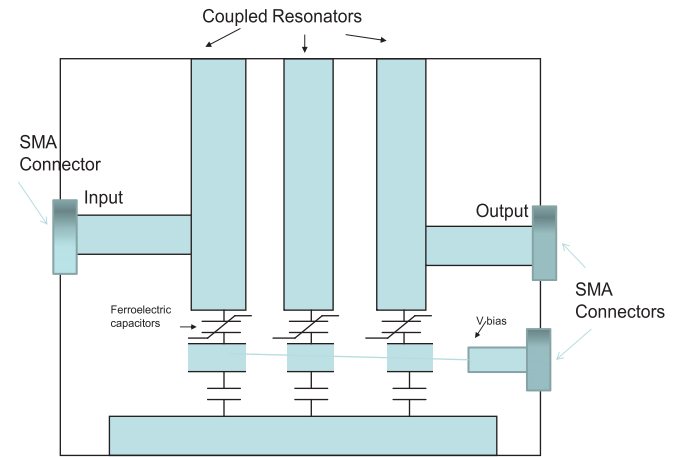 Coupled Resonators
SMA
Connector
Input
Output
SMA
Connectors
Ferroelectric
capacitors
V-bias